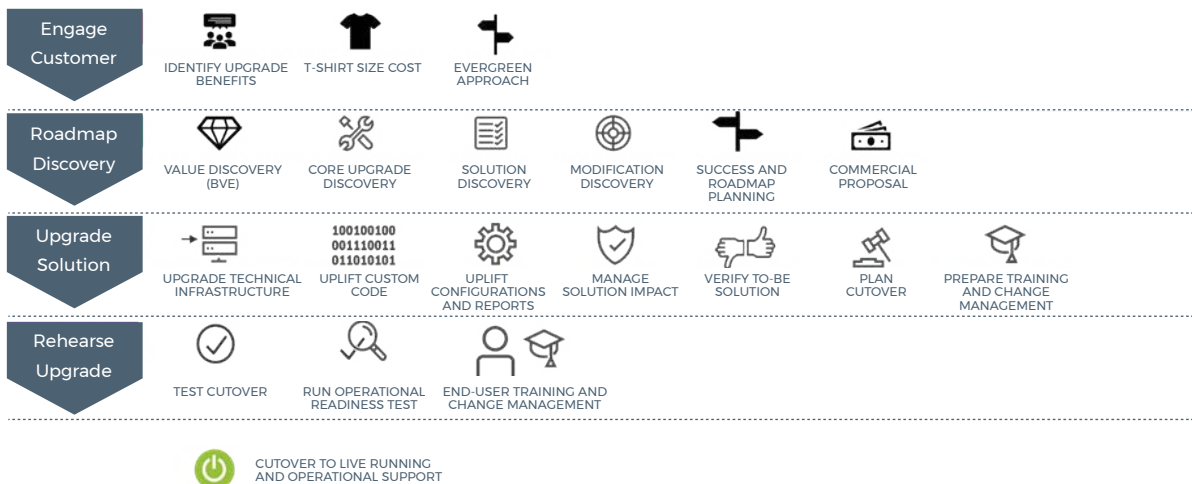 Engage
Customer
IDENTIFY UPGRADE
BENEFITS
T-SHIRT SIZE COST
EVERGREEN
APPROACH
Roadmap
Discovery
VALUE DISCOVERY
(BVE)
CORE UPGRADE
DISCOVERY
SOLUTION
DISCOVERY
MODIFICATION
DISCOVERY
SUCCESS AND
ROADMAP
PLANNING
COMMERCIAL
PROPOSAL
Upgrade
Solution
UPGRADE TECHNICAL
INFRASTRUCTURE
100100100
001110011
011010101
UPLIFT CUSTOM
CODE
UPLIFT
CONFIGURATIONS
AND REPORTS
MANAGE
SOLUTION IMPACT
VERIFY TO-BE
SOLUTION
PLAN
CUTOVER
PREPARE TRAINING
AND CHANGE
MANAGEMENT
Rehearse
Upgrade
TEST CUTOVER
RUN OPERATIONAL
READINESS TEST
END-USER TRAINING AND
CHANGE MANAGEMENT
CUTOVER TO LIVE RUNNING
AND OPERATIONAL SUPPORT